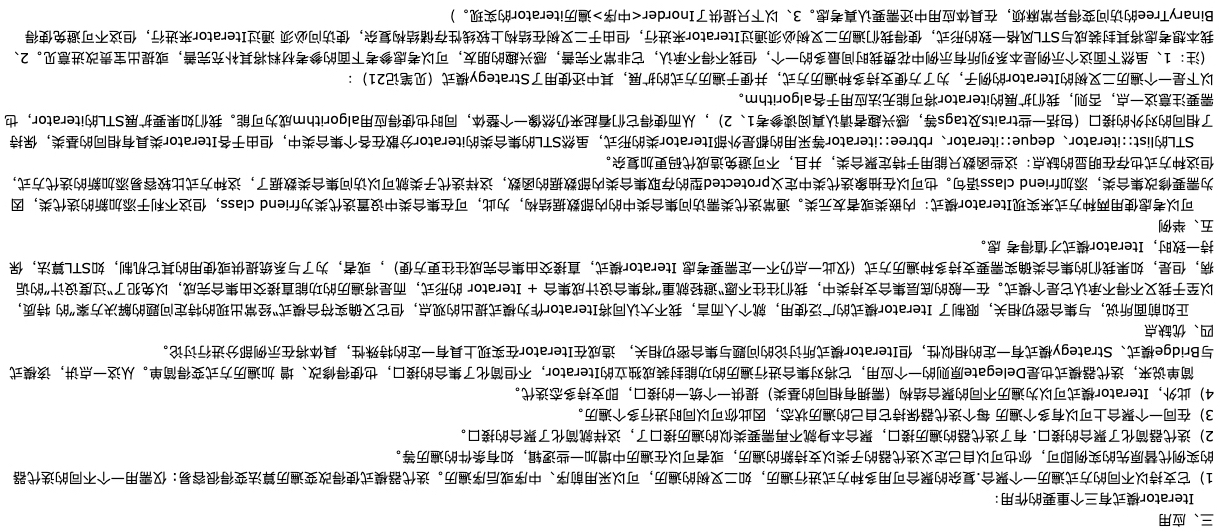 三、应用
Iterator模式有三个重要的作用：
1）它支持以不同的方式遍历一个聚合.复杂的聚合可用多种方式进行遍历，如二叉树的遍历，可以采用前序、中序或后序遍历。迭代器模式使得改变遍历算法变得很容易: 仅需用一个不同的迭代器
的实例代替原先的实例即可，你也可以自己定义迭代器的子类以支持新的遍历，或者可以在遍历中增加一些逻辑，如有条件的遍历等。
2）迭代器简化了聚合的接口. 有了迭代器的遍历接口，聚合本身就不再需要类似的遍历接口了，这样就简化了聚合的接口。
3）在同一个聚合上可以有多个遍历 每个迭代器保持它自己的遍历状态，因此你可以同时进行多个遍历。
4）此外，Iterator模式可以为遍历不同的聚合结构（需拥有相同的基类）提供一个统一的接口，即支持多态迭代。
简单说来，迭代器模式也是Delegate原则的一个应用，它将对集合进行遍历的功能封装成独立的Iterator，不但简化了集合的接口，也使得修改、增 加遍历方式变得简单。从这一点讲，该模式
与Bridge模式、Strategy模式有一定的相似性，但Iterator模式所讨论的问题与集合密切相关， 造成在Iterator在实现上具有一定的特殊性，具体将在示例部分进行讨论。
四、优缺点
正如前面所说，与集合密切相关，限制了 Iterator模式的广泛使用，就个人而言，我不大认同将Iterator作为模式提出的观点，但它又确实符合模式“经常出现的特定问题的解决方案”的 特质，
以至于我又不得不承认它是个模式。在一般的底层集合支持类中，我们往往不愿“避轻就重”将集合设计成集合 + Iterator 的形式，而是将遍历的功能直接交由集合完成，以免犯了“过度设计”的诟
病，但是，如果我们的集合类确实需要支持多种遍历方式（仅此一点仍不一定需要考虑 Iterator模式，直接交由集合完成往往更方便），或者，为了与系统提供或使用的其它机制，如STL算法，保
持一致时，Iterator模式才值得考 虑。
五、举例
可以考虑使用两种方式来实现Iterator模式：内嵌类或者友元类。通常迭代类需访问集合类中的内部数据结构，为此，可在集合类中设置迭代类为friend class，但这不利于添加新的迭代类，因
为需要修改集合类，添加friend class语句。也可以在抽象迭代类中定义protected型的存取集合类内部数据的函数，这样迭代子类就可以访问集合类数据了，这种方式比较容易添加新的迭代方式，
但这种方式也存在明显的缺点：这些函数只能用于特定聚合类，并且，不可避免造成代码更加复杂。
STL的list::iterator、deque::iterator、rbtree::iterator等采用的都是外部Iterator类的形式，虽然STL的集合类的iterator分散在各个集合类中，但由于各Iterator类具有相同的基类，保持
了相同的对外的接口（包括一些traits及tags等，感兴趣者请认真阅读参考1、2），从而使得它们看起来仍然像一个整体，同时也使得应用algorithm成为可能。我们如果要扩展STL的iterator，也
需要注意这一点，否则，我们扩展的iterator将可能无法应用于各algorithm。
以下是一个遍历二叉树的Iterator的例子，为了方便支持多种遍历方式，并便于遍历方式的扩展，其中还使用了Strategy模式（见笔记21）：
（注：1、虽然下面这个示例是本系列所有示例中花费我时间最多的一个，但我不得不承认，它非常不完善，感兴趣的朋友，可以考虑参考下面的参考材料将其补充完善，或提出宝贵改进意见。2、
我本想考虑将其封装成与STL风格一致的形式，使得我们遍历二叉树必须通过Iterator来进行，但由于二叉树在结构上较线性存储结构复杂，使访问必须 通过Iterator来进行，但这不可避免使得
BinaryTree的访问变得异常麻烦，在具体应用中还需要认真考虑。3、以下只提供了Inorder<中序>遍历iterator的实现。）